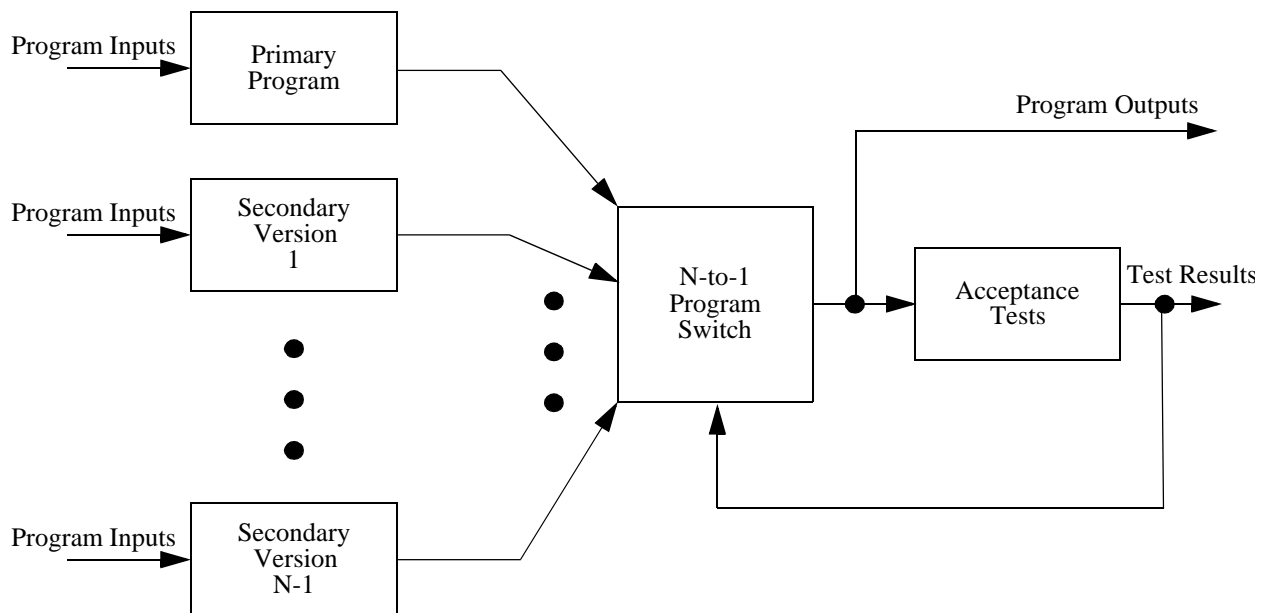 Program Inputs
Primary
Program
Program Outputs
Program Inputs
Secondary
Version
1
N-to-1
Program
Switch
Acceptance
Tests
Test Results
Program Inputs
Secondary
Version
N-1